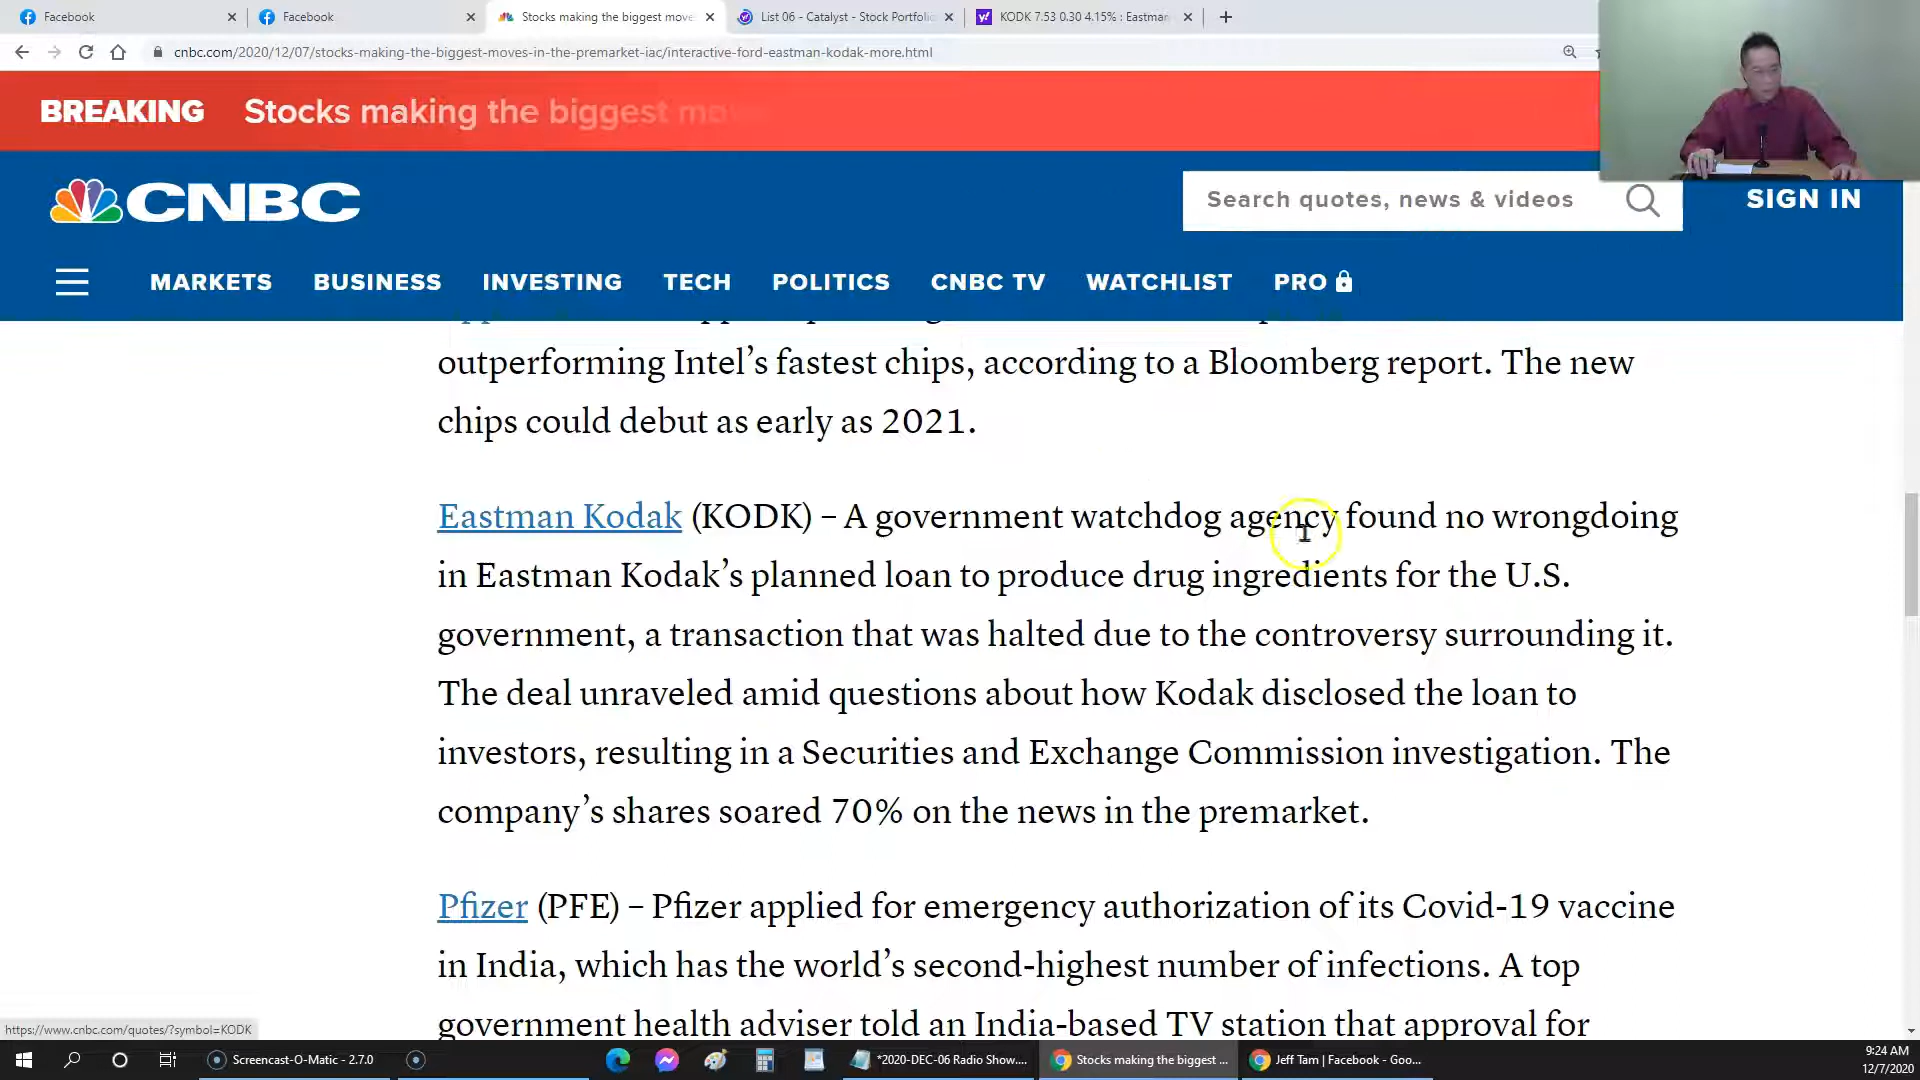 Facebook
Facebook
Stocks making the biggest move
List 06 - Catalyst - Stock Portfolio
KODK 7.53 0.30 4.15% : Eastman
cnbc.com/2020/12/07/stocks-making-the-biggest-moves-in-the-premarket-iac/interactive-ford-eastman-kodak-more.html
BREAKING Stocks making the biggest mo
CNBC
Search quotes, news & videos
SIGN IN
MARKETS BUSINESS INVESTING TECH POLITICS CNBC TV WATCHLIST PRO
outperforming Intel’s fastest chips, according to a Bloomberg report. The new
chips could debut as early as 2021.
Eastman Kodak (KODK) – A government watchdog agency found no wrongdoing
in Eastman Kodak’s planned loan to produce drug ingredients for the U.S.
government, a transaction that was halted due to the controversy surrounding it.
The deal unraveled amid questions about how Kodak disclosed the loan to
investors, resulting in a Securities and Exchange Commission investigation. The
company’s shares soared 70% on the news in the premarket.
Pfizer (PFE) – Pfizer applied for emergency authorization of its Covid-19 vaccine
in India, which has the world’s second-highest number of infections. A top
government health adviser told an India-based TV station that approval for
https://www.cnbc.com/quotes/?symbol=KODK
Screencast-O-Matic - 2.7.0
*2020-DEC-06 Radio Show....
Stocks making the biggest ...
Jeff Tam | Facebook - Goo...
9:24 AM
12/7/2020